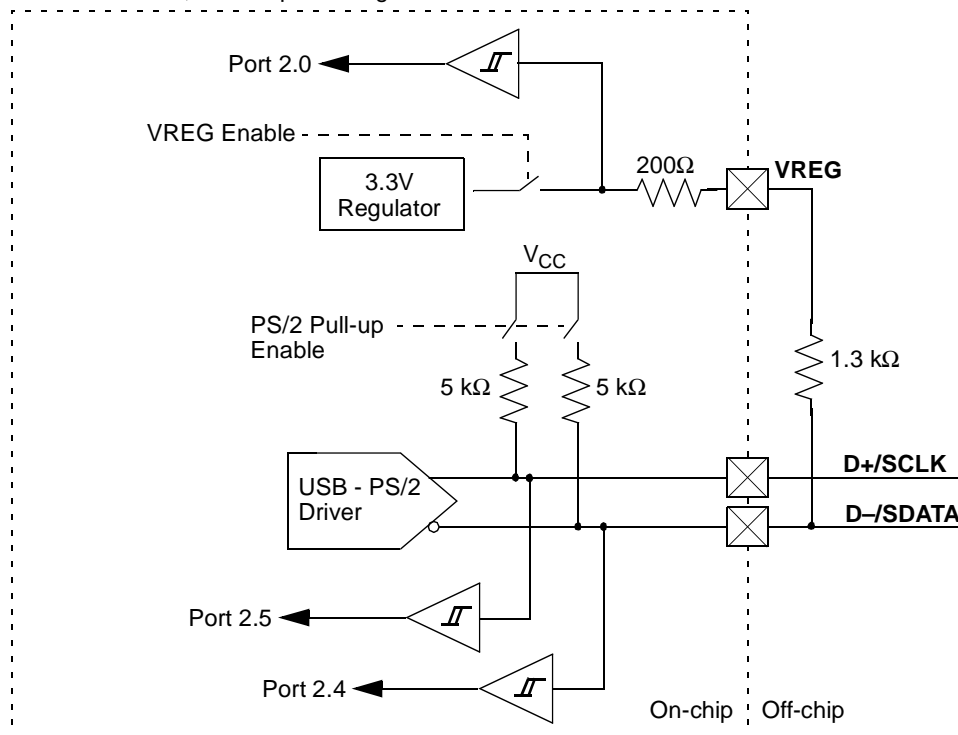 Port 2.0
VREG Enable
200Ω
VREG
3.3V
Regulator
VCC
PS/2 Pull-up
Enable
5 kΩ
5 kΩ
1.3 kΩ
D+/SCLK
USB - PS/2
Driver
D–/SDATA
Port 2.5
Port 2.4
On-chip
Off-chip